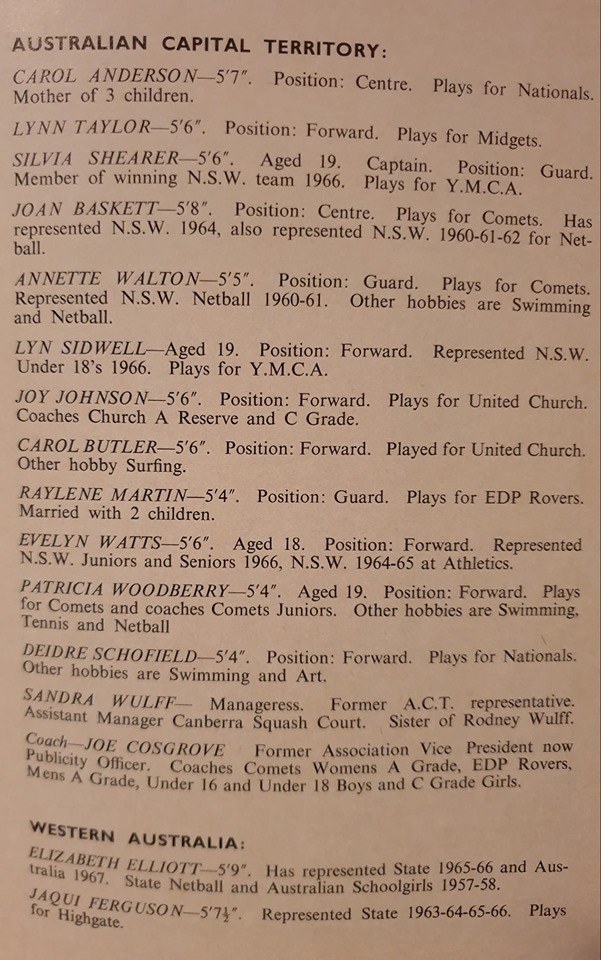 AUSTRALIAN CAPITAL TERRITORY:
CAROL ANDERSON—5'7". Position: Centre. Plays for Nationals.
Mother of 3 children.
LYNN TAYLOR—5'6". Position: Forward. Plays for Midgets.
SILVIA SHEARER—5'6". Aged 19. Captain. Position: Guard.
Member of winning N.S.W. team 1966. Plays for Y.M.C.A.
JOAN BASKETT—5'8". Position: Centre. Plays for Comets. Has
represented N.S.W. 1964, also represented N.S.W. 1960-61-62 for Net-
ball.
ANNETTE WALTON—5'5". Position: Guard. Plays for Comets.
Represented N.S.W. Netball 1960-61. Other hobbies are Swimming
and Netball.
LYN SIDWELL—Aged 19. Position: Forward. Represented N.S.W.
Under 18's 1966. Plays for Y.M.C.A.
JOY JOHNSON—5'6". Position: Forward. Plays for United Church.
Coaches Church A Reserve and C Grade.
CAROL BUTLER—5'6". Position: Forward. Played for United Church.
Other hobby Surfing.
RAYLENE MARTIN—5'4". Position: Guard. Plays for EDP Rovers.
Married with 2 children.
EVELYN WATTS—5'6". Aged 18. Position: Forward. Represented
N.S.W. Juniors and Seniors 1966, N.S.W. 1964-65 at Athletics.
PATRICIA WOODBERRY—5'4". Aged 19. Position: Forward. Plays
for Comets and coaches Comets Juniors. Other hobbies are Swimming,
Tennis and Netball
DEIDRE SCHOFIELD—5'4". Position: Forward. Plays for Nationals.
Other hobbies are Swimming and Art.
SANDRA WULFF— Manageress. Former A.C.T. representative.
Assistant Manager Canberra Squash Court. Sister of Rodney Wulff.
Coach—JOE COSGROVE Former Association Vice President now
Publicity Officer. Coaches Comets Womens A Grade, EDP Rovers,
Mens A Grade, Under 16 and Under 18 Boys and C Grade Girls.
WESTERN AUSTRALIA:
ELIZABETH ELLIOTT—5'9". Has represented State 1965-66 and Aus-
tralia 1967. State Netball and Australian Schoolgirls 1957-58.
JAQUI FERGUSON—5'7½". Represented State 1963-64-65-66. Plays
for Highgate.